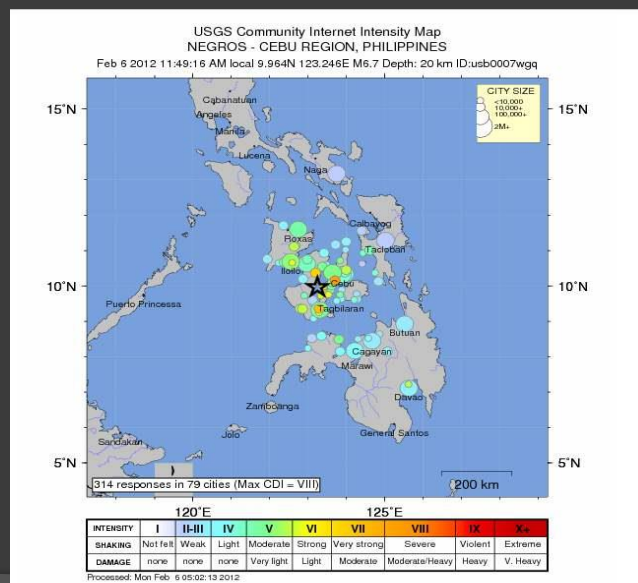 USGS Community Internet Intensity Map
NEGROS - CEBU REGION, PHILIPPINES
Feb 6 2012 11:49:16 AM local 9.964N 123.246E M6.7 Depth: 20 km ID:usb0007wgq
CITY SIZE
<10,000
10,000+
100,000+
2M+
15°N
15°N
Cabanatuan
Angeles
Manila
Lucena
Naga
Calbayog
Roxas
Tacloban
Iloilo
Cebu
10°N
10°N
Puerto Princessa
Tagbilaran
Butuan
Cagayan
Marawi
Davao
Zamboanga
General Santos
Jolo
Sandakan
5°N
5°N
314 responses in 79 cities (Max CDI = VIII)
200 km
120°E
125°E
INTENSITY I II-III IV V VI VII VIII IX X+
SHAKING Not felt Weak Light Moderate Strong Very strong Severe Violent Extreme
DAMAGE none none none Very light Light Moderate Moderate/Heavy Heavy V. Heavy
Processed: Mon Feb 6 05:02:13 2012